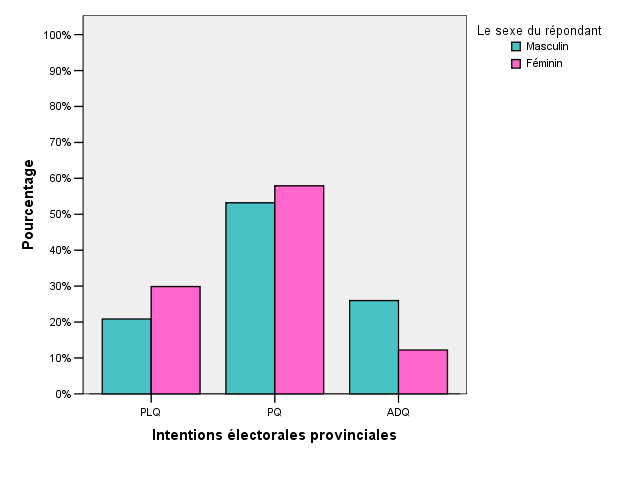 Le sexe du répondant
Masculin
Féminin
Pourcentage
100%
90%
80%
70%
60%
50%
40%
30%
20%
10%
0%
PLQ PQ ADQ
Intentions électorales provinciales